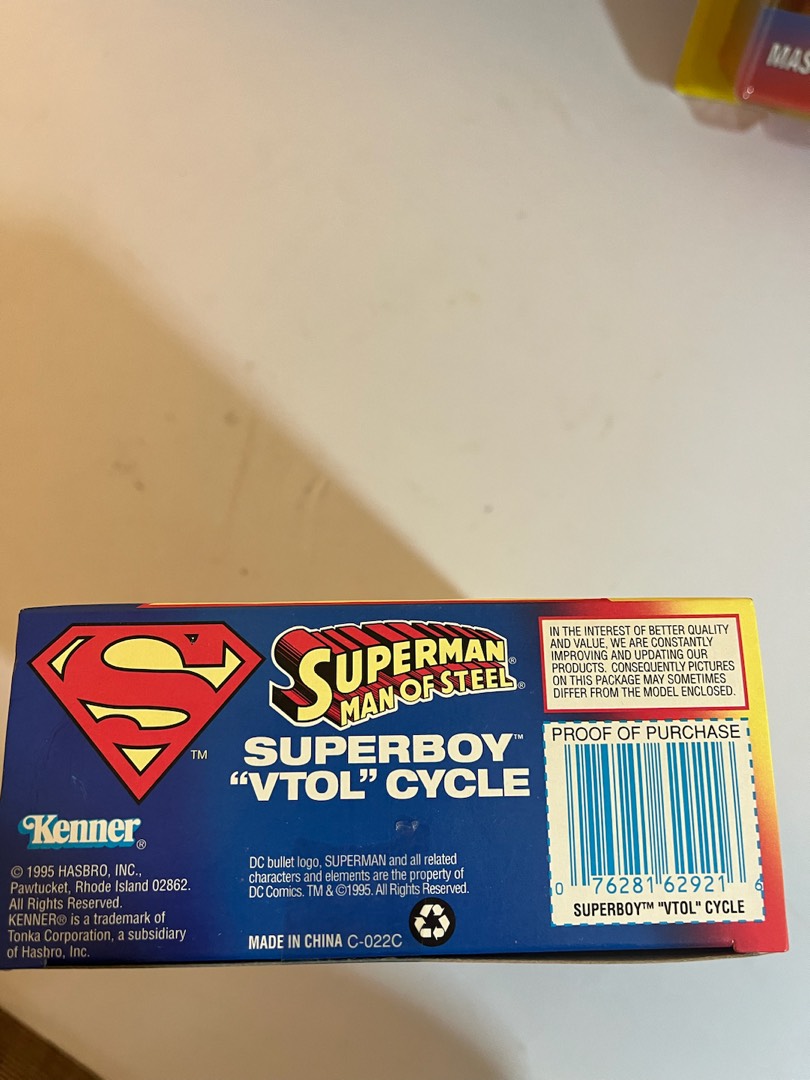 MAS
SUPERMAN®
MAN OF STEEL®
SUPERBOY™
"VTOL" CYCLE
TM
Kenner®
© 1995 HASBRO, INC.,
Pawtucket, Rhode Island 02862.
All Rights Reserved.
KENNER® is a trademark of
Tonka Corporation, a subsidiary
of Hasbro, Inc.
DC bullet logo, SUPERMAN and all related
characters and elements are the property of
DC Comics. TM & ©1995. All Rights Reserved.
MADE IN CHINA C-022C
IN THE INTEREST OF BETTER QUALITY
AND VALUE, WE ARE CONSTANTLY
IMPROVING AND UPDATING OUR
PRODUCTS. CONSEQUENTLY PICTURES
ON THIS PACKAGE MAY SOMETIMES
DIFFER FROM THE MODEL ENCLOSED.
PROOF OF PURCHASE
0 76281 62921 6
SUPERBOY™ "VTOL" CYCLE